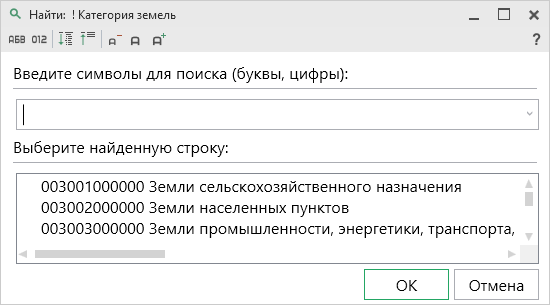 Найти: ! Категория земель
АБВ 012 а− а а+ ?
Введите символы для поиска (буквы, цифры):
Выберите найденную строку:
003001000000 Земли сельскохозяйственного назначения
003002000000 Земли населенных пунктов
003003000000 Земли промышленности, энергетики, транспорта,
ОК Отмена